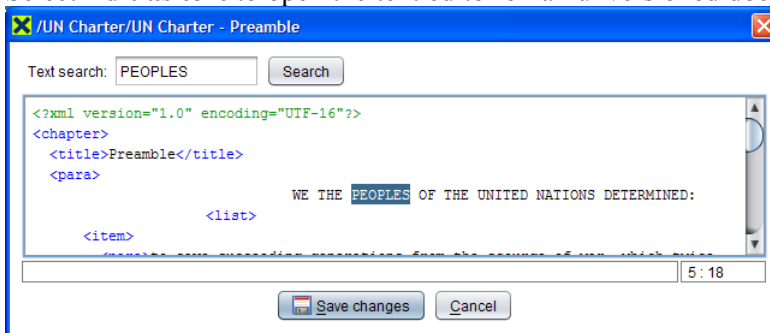 /UN Charter/UN Charter - Preamble
Text search: PEOPLES Search
<?xml version="1.0" encoding="UTF-16"?>
<chapter>
<title>Preamble</title>
<para>
WE THE PEOPLES OF THE UNITED NATIONS DETERMINED:
<list>
<item>
5 : 18
Save changes Cancel